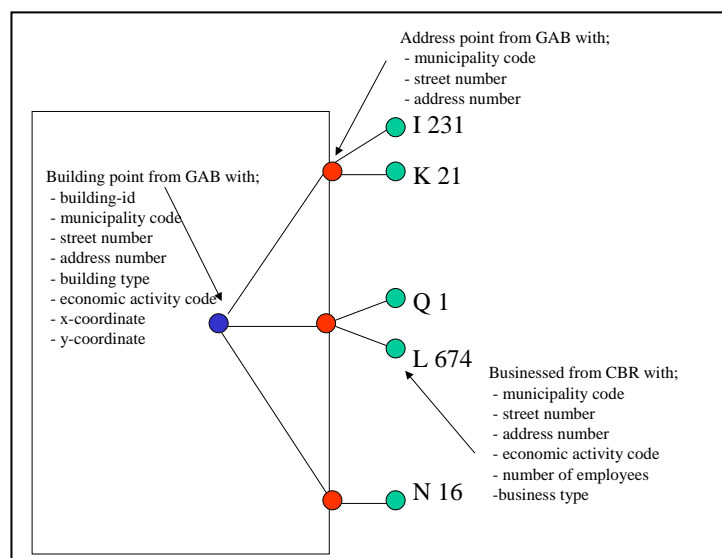 Address point from GAB with;
- municipality code
- street number
- address number
I 231
K 21
Building point from GAB with;
- building-id
- municipality code
- street number
- address number
- building type
- economic activity code
- x-coordinate
- y-coordinate
Q 1
L 674
Businessed from CBR with;
- municipality code
- street number
- address number
- economic activity code
- number of employees
-business type
N 16